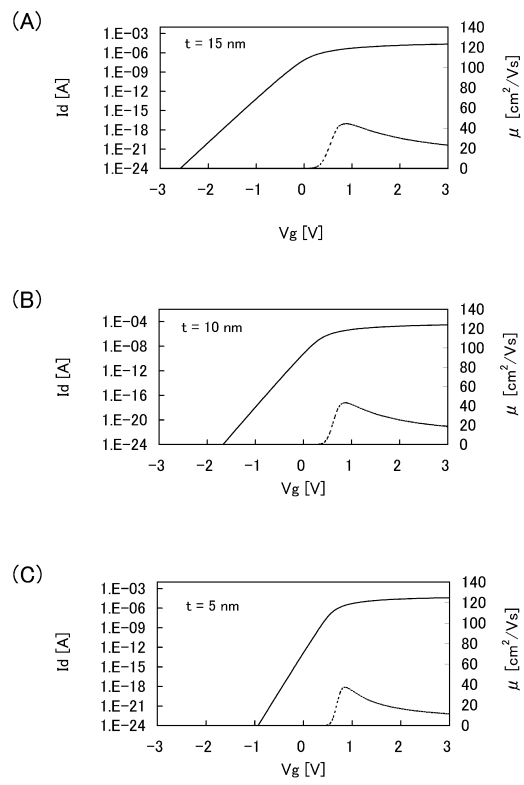 (A)
t = 15 nm
Id [A]
1.E-03
1.E-06
1.E-09
1.E-12
1.E-15
1.E-18
1.E-21
1.E-24
140
120
100
80
60
40
20
0
μ [cm²/Vs]
-3 -2 -1 0 1 2 3
Vg [V]
(B)
t = 10 nm
Id [A]
1.E-04
1.E-08
1.E-12
1.E-16
1.E-20
1.E-24
140
120
100
80
60
40
20
0
μ [cm²/Vs]
-3 -2 -1 0 1 2 3
Vg [V]
(C)
t = 5 nm
Id [A]
1.E-03
1.E-06
1.E-09
1.E-12
1.E-15
1.E-18
1.E-21
1.E-24
140
120
100
80
60
40
20
0
μ [cm²/Vs]
-3 -2 -1 0 1 2 3
Vg [V]